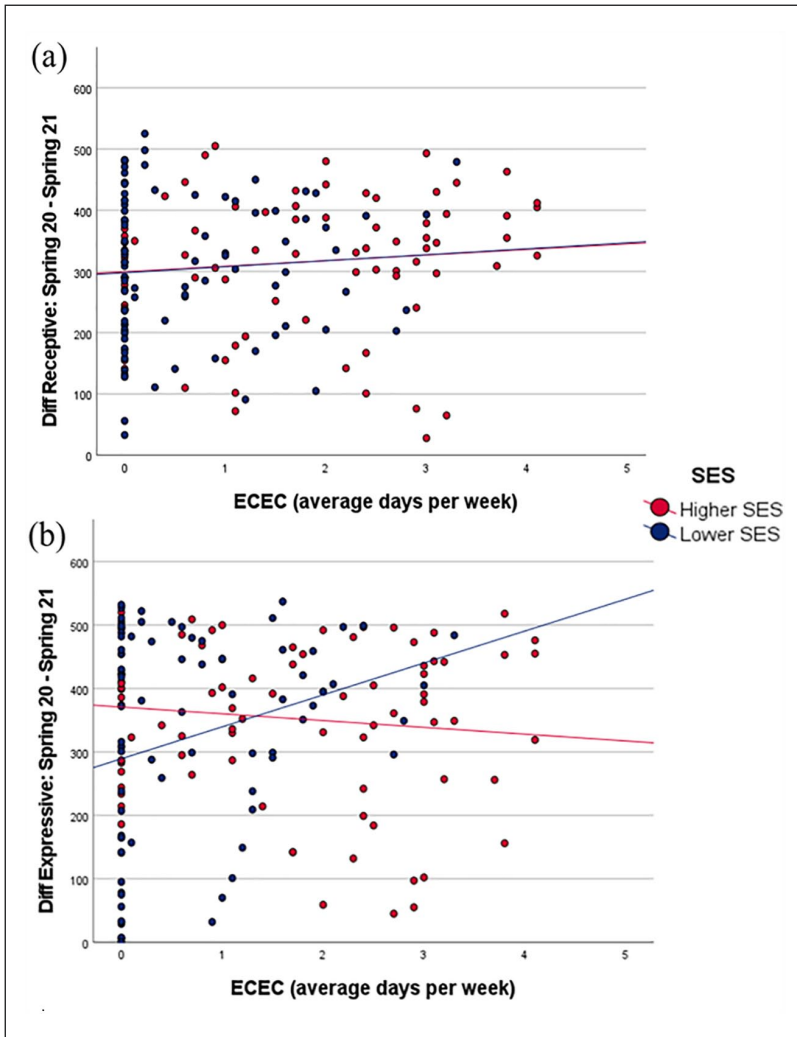 (a)
Diff Receptive: Spring 20 - Spring 21
600
500
400
300
200
100
0
0 1 2 3 4 5
ECEC (average days per week)
SES
Higher SES
Lower SES
(b)
Diff Expressive: Spring 20 - Spring 21
600
500
400
300
200
100
0
0 1 2 3 4 5
ECEC (average days per week)